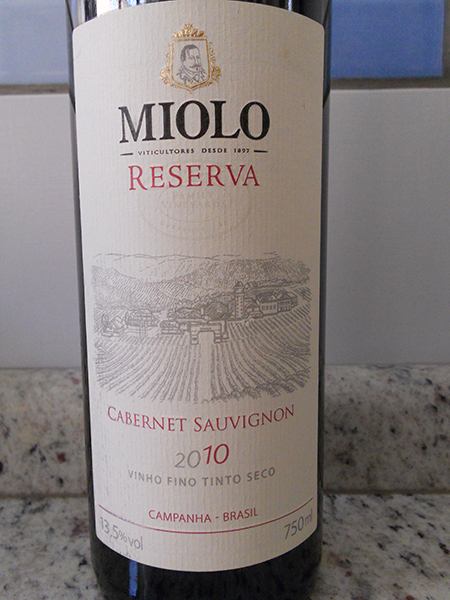 MIOLO
VITICULTORES DESDE 1897
RESERVA
CABERNET SAUVIGNON
2010
VINHO FINO TINTO SECO
CAMPANHA - BRASIL
13,5%vol 750ml